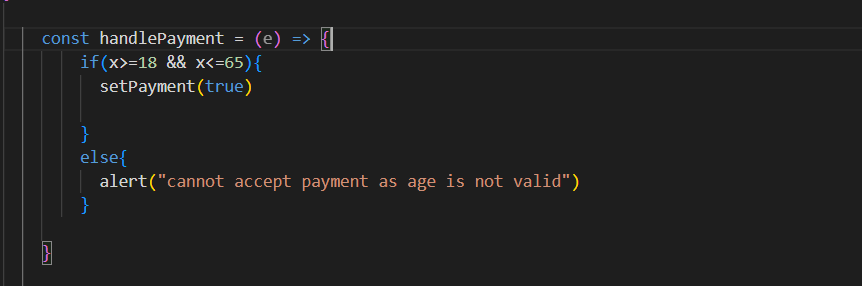 const handlePayment = (e) => {
if(x>=18 && x<=65){
setPayment(true)
}
else{
alert("cannot accept payment as age is not valid")
}
}